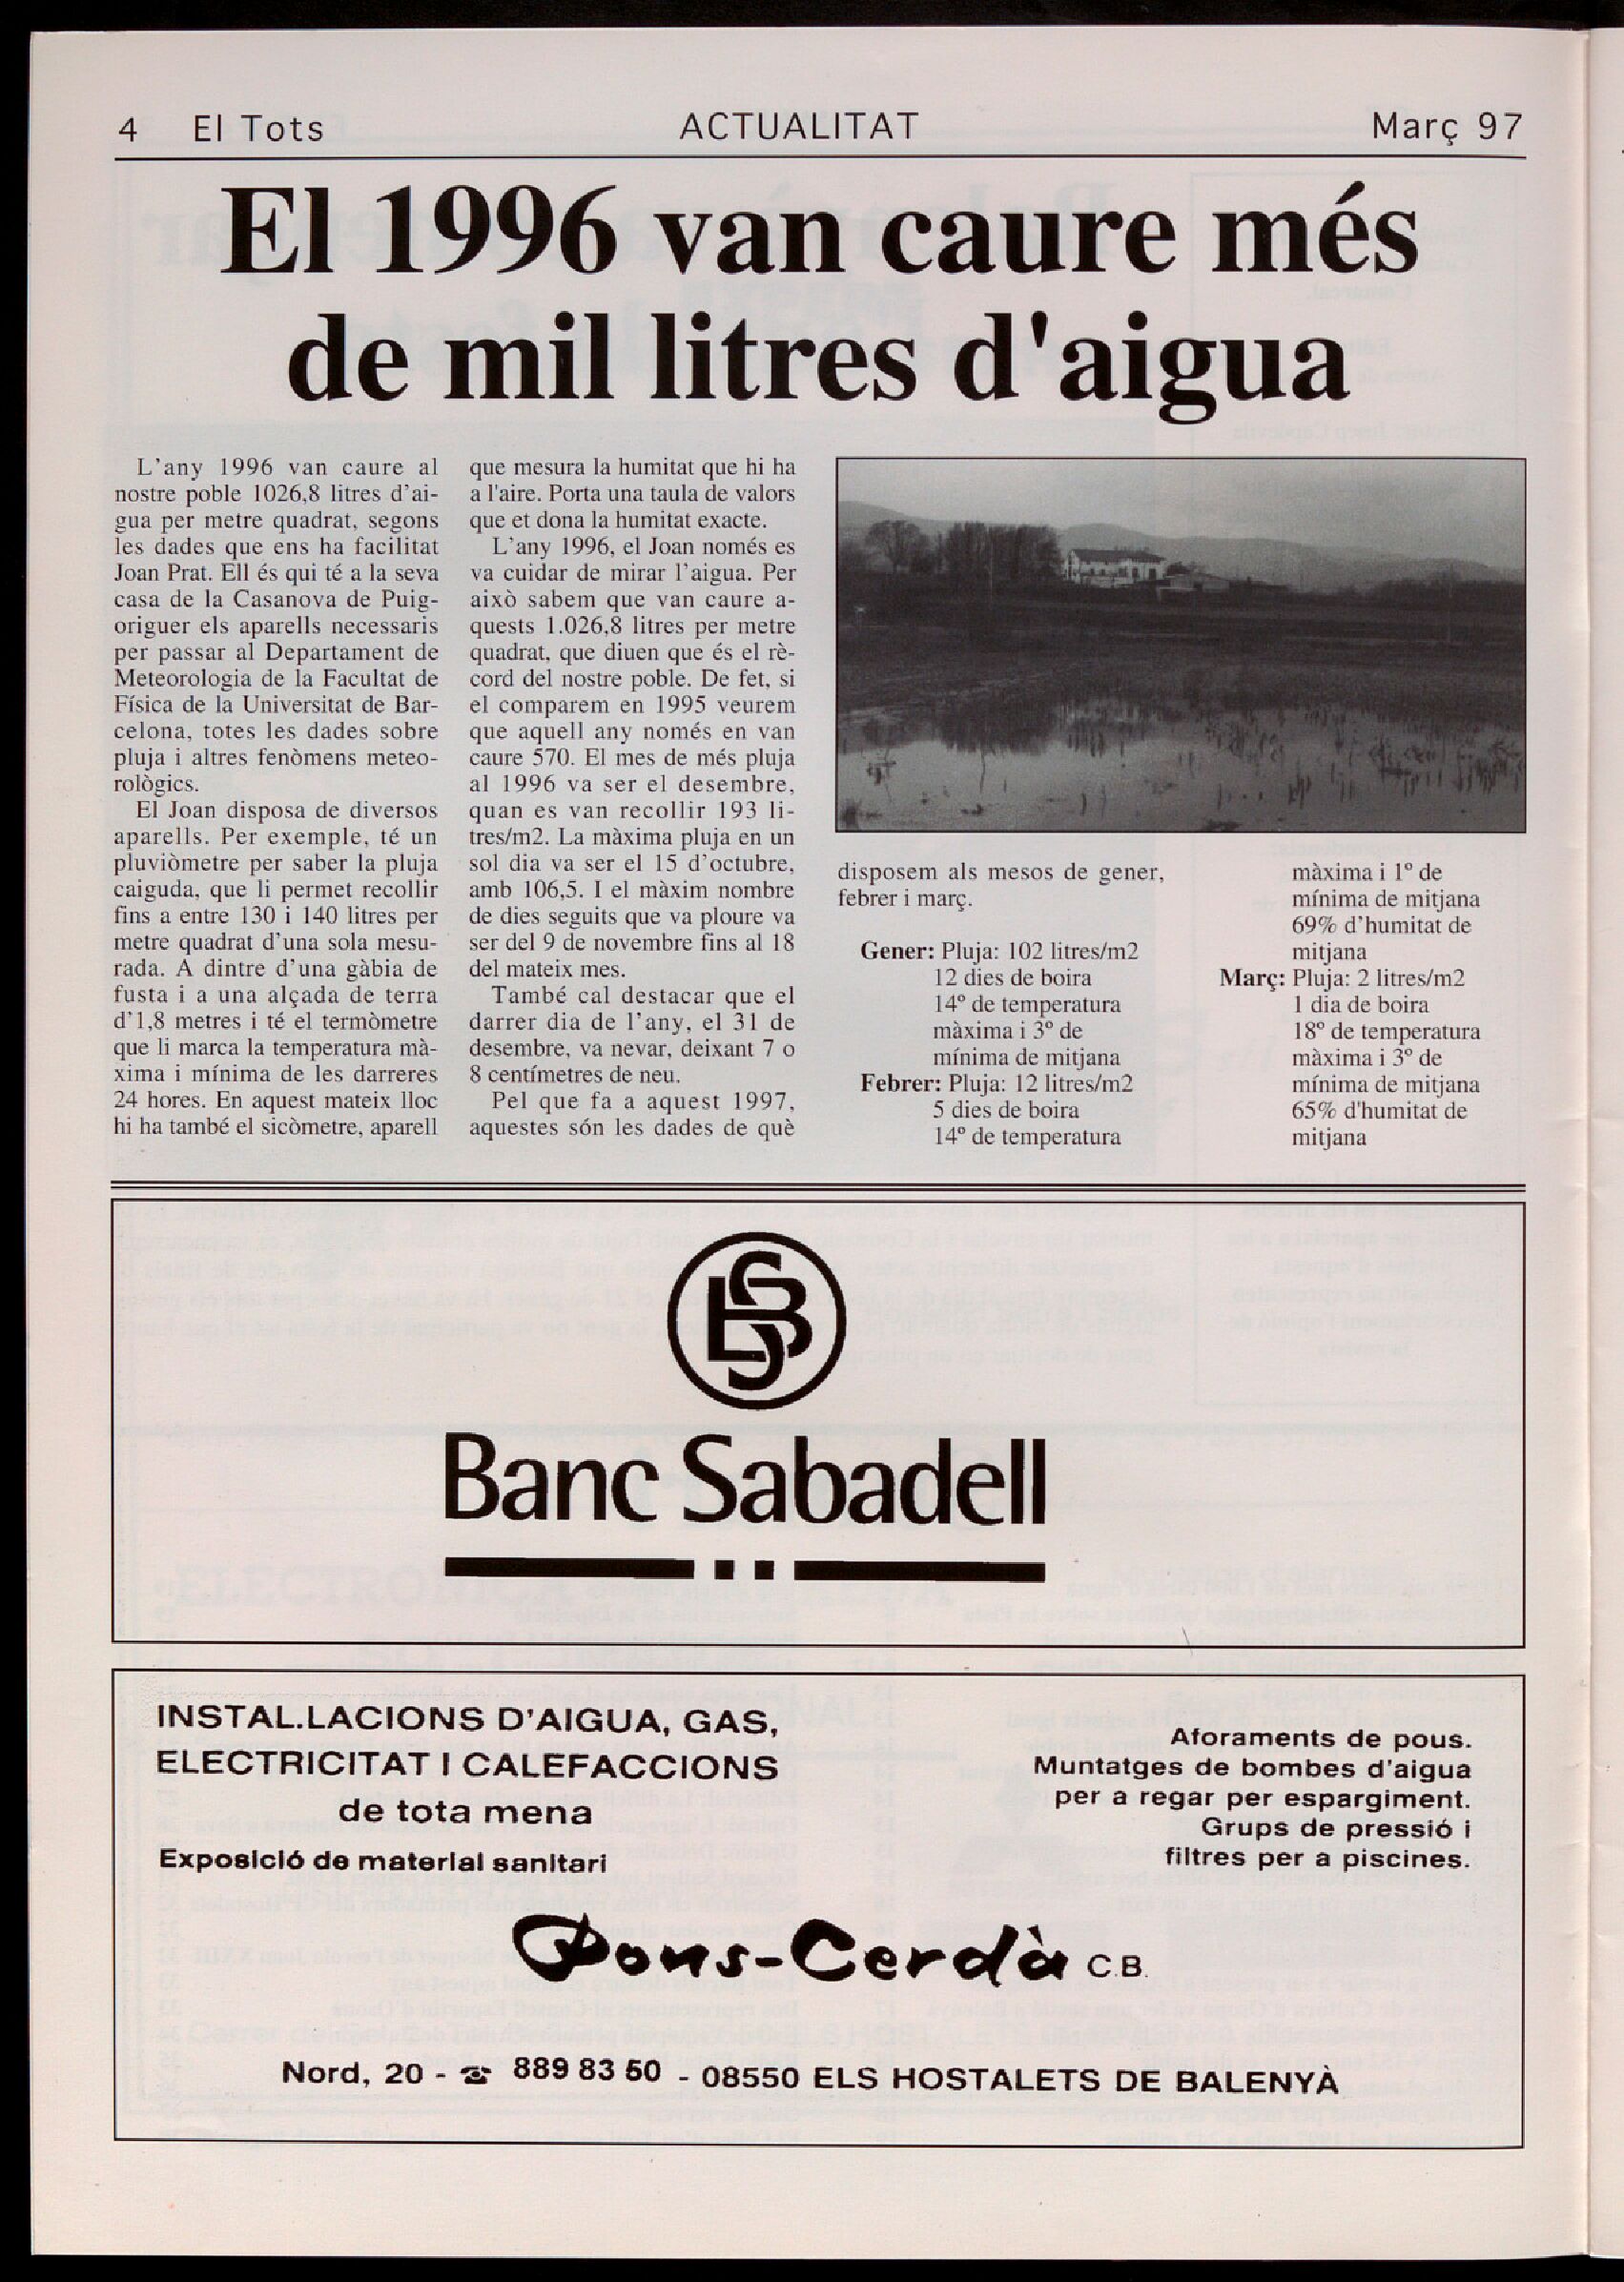 4 El Tots ACTUALITAT Març 97
El 1996 van caure més
de mil litres d'aigua
L'any 1996 van caure al
nostre poble 1026,8 litres d'ai-
gua per metre quadrat, segons
les dades que ens ha facilitat
Joan Prat. Ell és qui té a la seva
casa de la Casanova de Puig-
origuer els aparells necessaris
per passar al Departament de
Meteorologia de la Facultat de
Física de la Universitat de Bar-
celona, totes les dades sobre
pluja i altres fenòmens meteo-
rològics.
El Joan disposa de diversos
aparells. Per exemple, té un
pluviòmetre per saber la pluja
caiguda, que li permet recollir
fins a entre 130 i 140 litres per
metre quadrat d'una sola mesu-
rada. A dintre d'una gàbia de
fusta i a una alçada de terra
d'1,8 metres i té el termòmetre
que li marca la temperatura mà-
xima i mínima de les darreres
24 hores. En aquest mateix lloc
hi ha també el sicòmetre, aparell
que mesura la humitat que hi ha
a l'aire. Porta una taula de valors
que et dona la humitat exacte.
L'any 1996, el Joan només es
va cuidar de mirar l'aigua. Per
això sabem que van caure a-
quests 1.026,8 litres per metre
quadrat, que diuen que és el rè-
cord del nostre poble. De fet, si
el comparem en 1995 veurem
que aquell any només en van
caure 570. El mes de més pluja
al 1996 va ser el desembre,
quan es van recollir 193 li-
tres/m2. La màxima pluja en un
sol dia va ser el 15 d'octubre,
amb 106,5. I el màxim nombre
de dies seguits que va ploure va
ser del 9 de novembre fins al 18
del mateix mes.
També cal destacar que el
darrer dia de l'any, el 31 de
desembre, va nevar, deixant 7 o
8 centímetres de neu.
Pel que fa a aquest 1997,
aquestes són les dades de què
disposem als mesos de gener,
febrer i març.
Gener: Pluja: 102 litres/m2
12 dies de boira
14º de temperatura
màxima i 3º de
mínima de mitjana
Febrer: Pluja: 12 litres/m2
5 dies de boira
14º de temperatura
màxima i 1º de
mínima de mitjana
69% d'humitat de
mitjana
Març: Pluja: 2 litres/m2
1 dia de boira
18º de temperatura
màxima i 3º de
mínima de mitjana
65% d'humitat de
mitjana
BS
Banc Sabadell
INSTAL.LACIONS D'AIGUA, GAS,
ELECTRICITAT I CALEFACCIONS
de tota mena
Exposició de material sanitari
Aforaments de pous.
Muntatges de bombes d'aigua
per a regar per espargiment.
Grups de pressió i
filtres per a piscines.
Pons-Cerdà C.B.
Nord, 20 - ☎ 889 83 50 - 08550 ELS HOSTALETS DE BALENYÀ